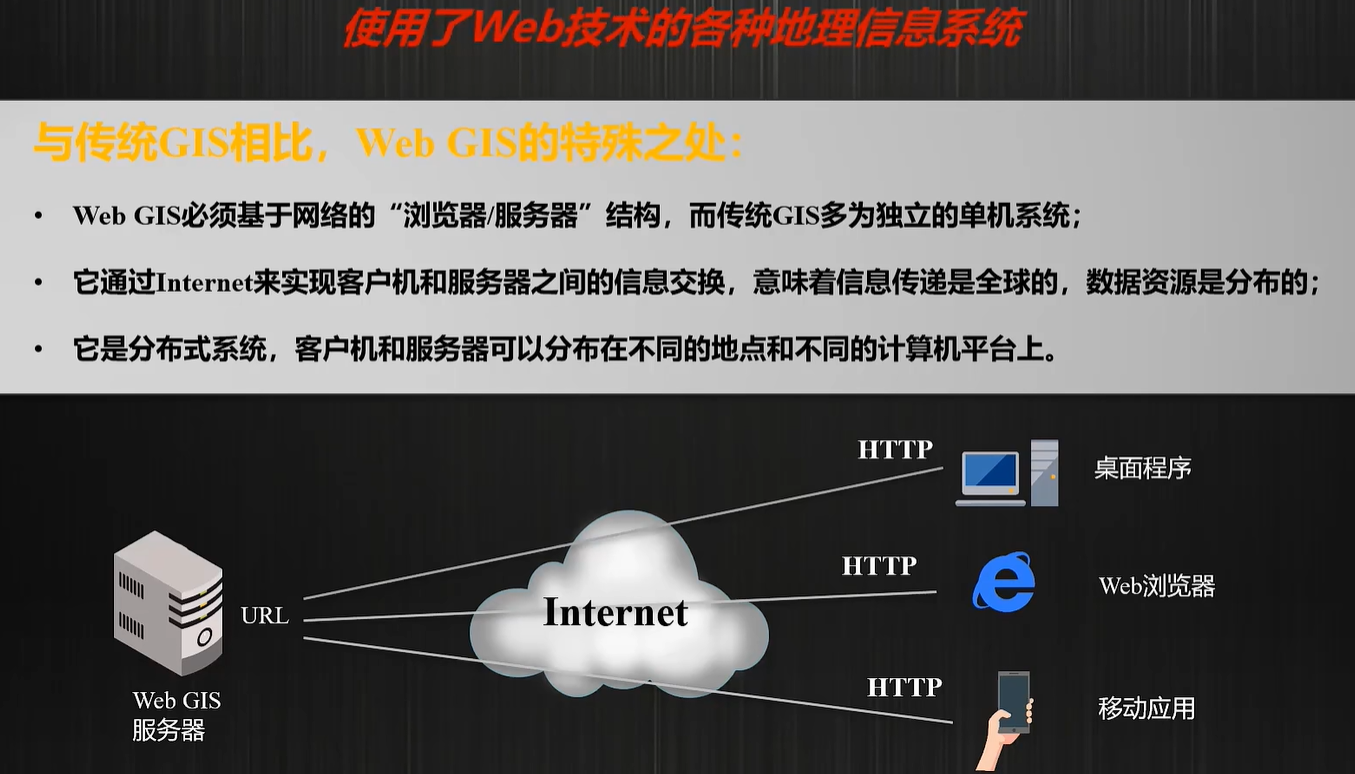 使用了Web技术的各种地理信息系统
与传统GIS相比，Web GIS的特殊之处：
• Web GIS必须基于网络的“浏览器/服务器”结构，而传统GIS多为独立的单机系统；
• 它通过Internet来实现客户机和服务器之间的信息交换，意味着信息传递是全球的，数据资源是分布的；
• 它是分布式系统，客户机和服务器可以分布在不同的地点和不同的计算机平台上。
HTTP
桌面程序
HTTP
Web浏览器
URL
Internet
HTTP
移动应用
Web GIS
服务器